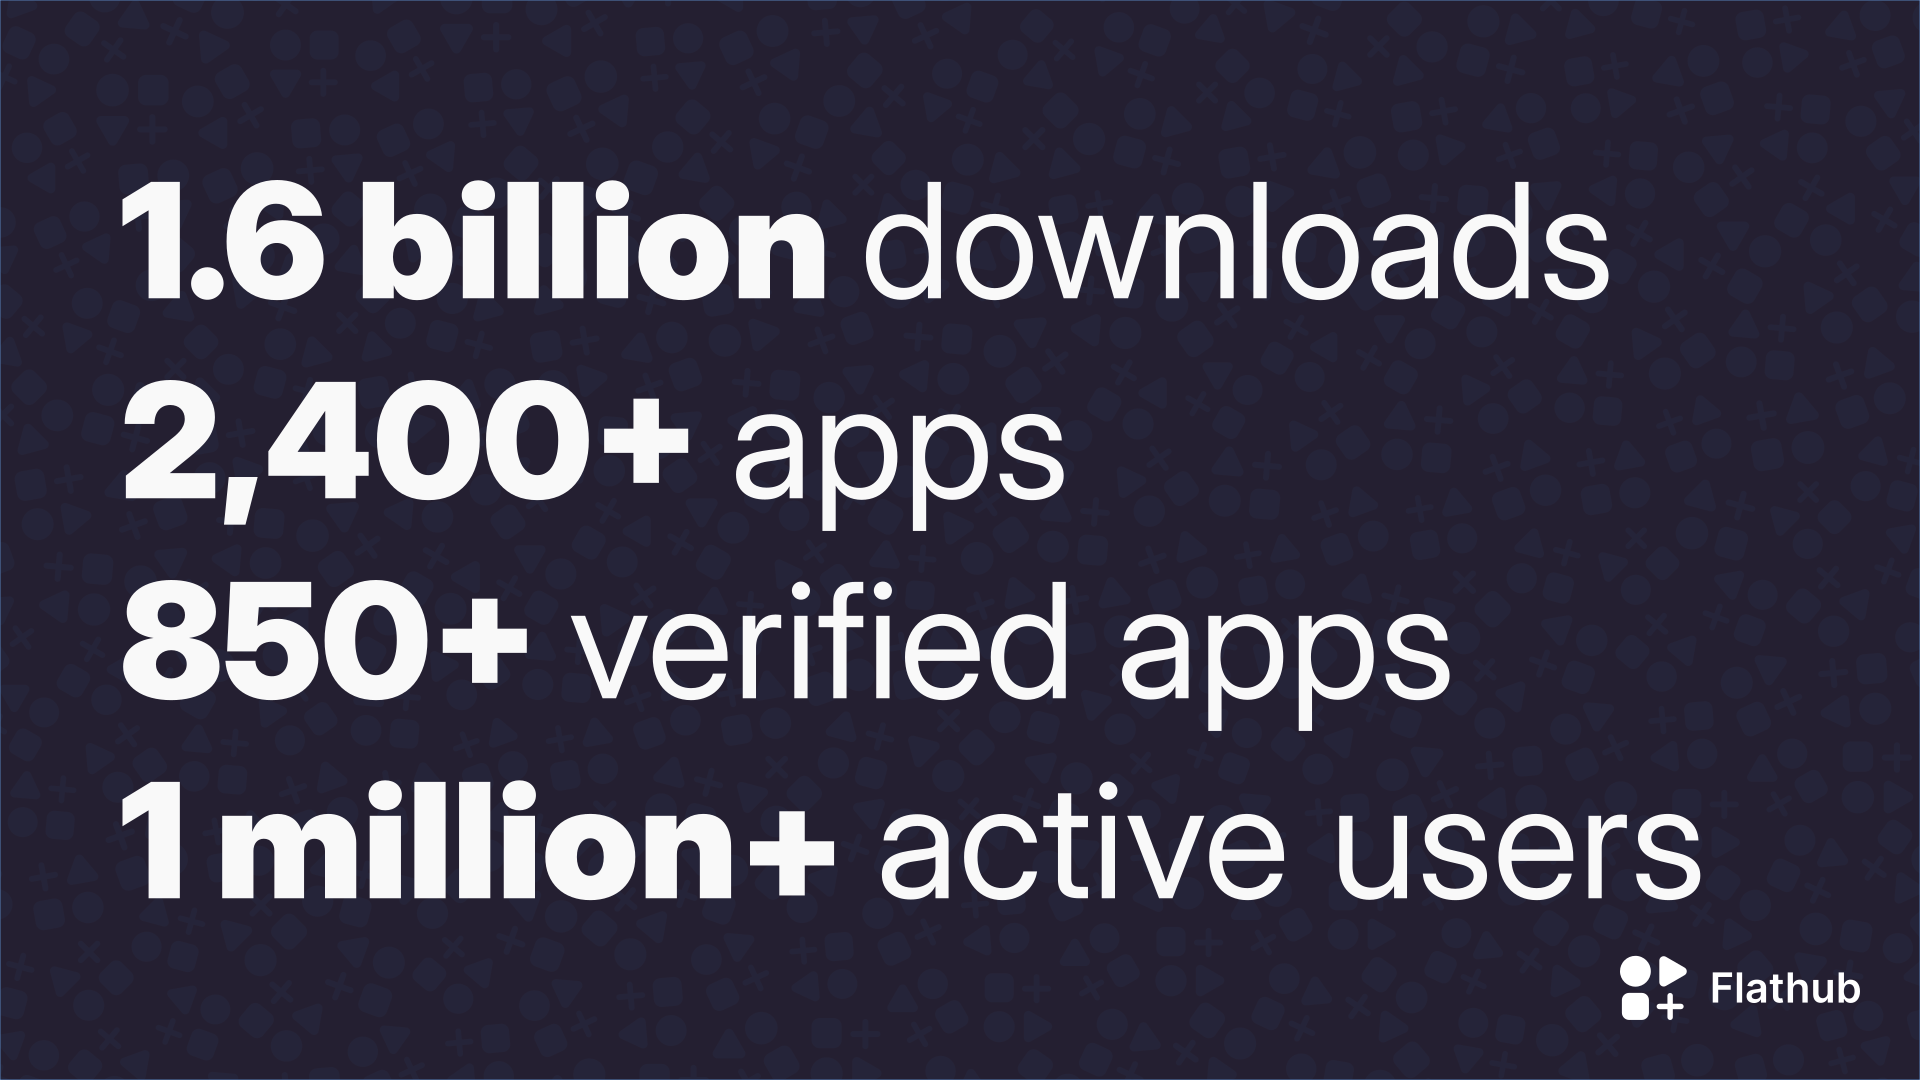 1.6 billion downloads
2,400+ apps
850+ verified apps
1 million+ active users
Flathub